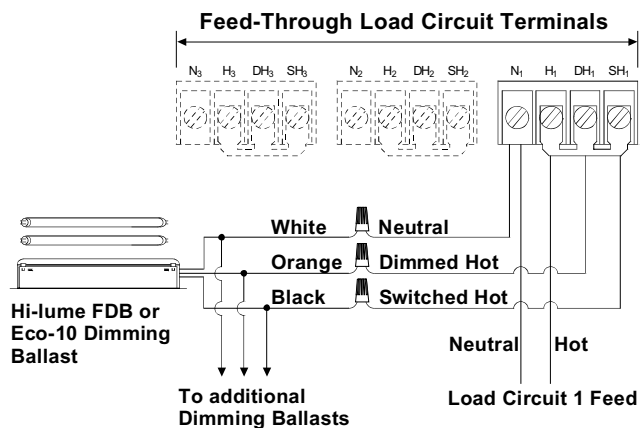 Feed-Through Load Circuit Terminals
N3 H3 DH3 SH3 N2 H2 DH2 SH2 N1 H1 DH1 SH1
White Neutral
Orange Dimmed Hot
Black Switched Hot
Hi-lume FDB or
Eco-10 Dimming
Ballast
Neutral Hot
To additional
Dimming Ballasts
Load Circuit 1 Feed